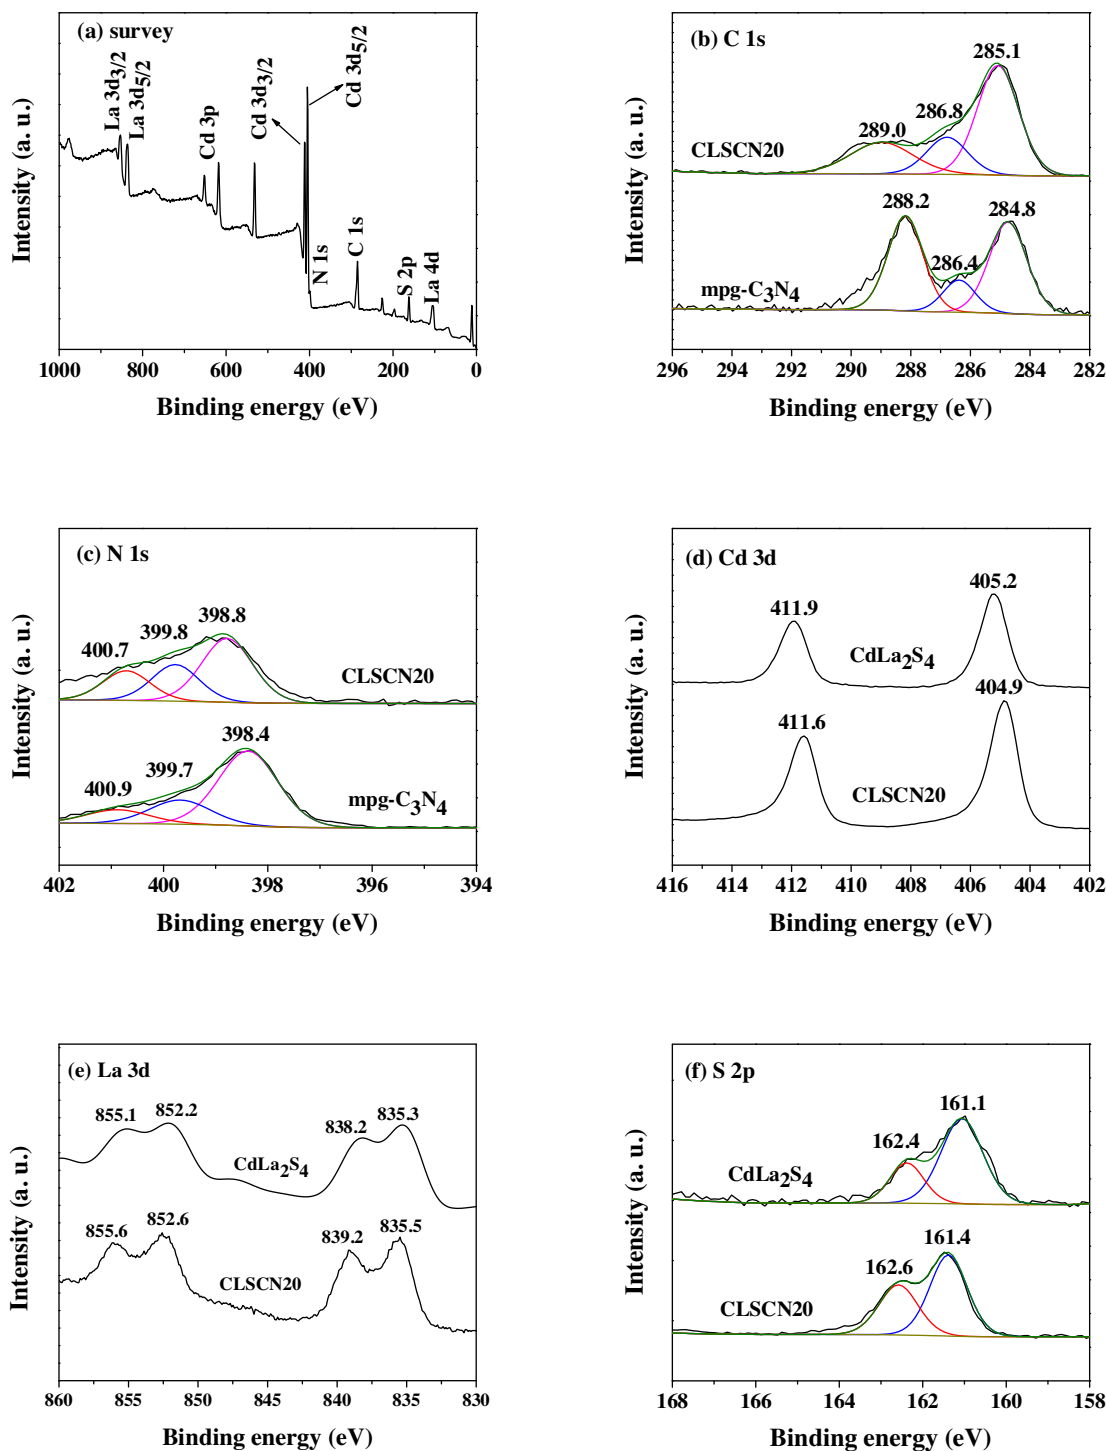 (a) survey
La 3d3/2
La 3d5/2
Cd 3p
Cd 3d3/2
Cd 3d5/2
N 1s
C 1s
S 2p
La 4d
Intensity (a. u.)
1000 800 600 400 200 0
Binding energy (eV)
(b) C 1s
285.1
286.8
289.0
CLSCN20
288.2
284.8
286.4
mpg-C3N4
Intensity (a. u.)
296 294 292 290 288 286 284 282
Binding energy (eV)
(c) N 1s
398.8
399.8
400.7
CLSCN20
398.4
399.7
400.9
mpg-C3N4
Intensity (a. u.)
402 400 398 396 394
Binding energy (eV)
(d) Cd 3d
405.2
411.9
CdLa2S4
404.9
411.6
CLSCN20
Intensity (a. u.)
416 414 412 410 408 406 404 402
Binding energy (eV)
(e) La 3d
855.1 852.2
838.2 835.3
CdLa2S4
855.6 852.6
839.2 835.5
CLSCN20
Intensity (a. u.)
860 855 850 845 840 835 830
Binding energy (eV)
(f) S 2p
161.1
162.4
CdLa2S4
161.4
162.6
CLSCN20
Intensity (a. u.)
168 166 164 162 160 158
Binding energy (eV)